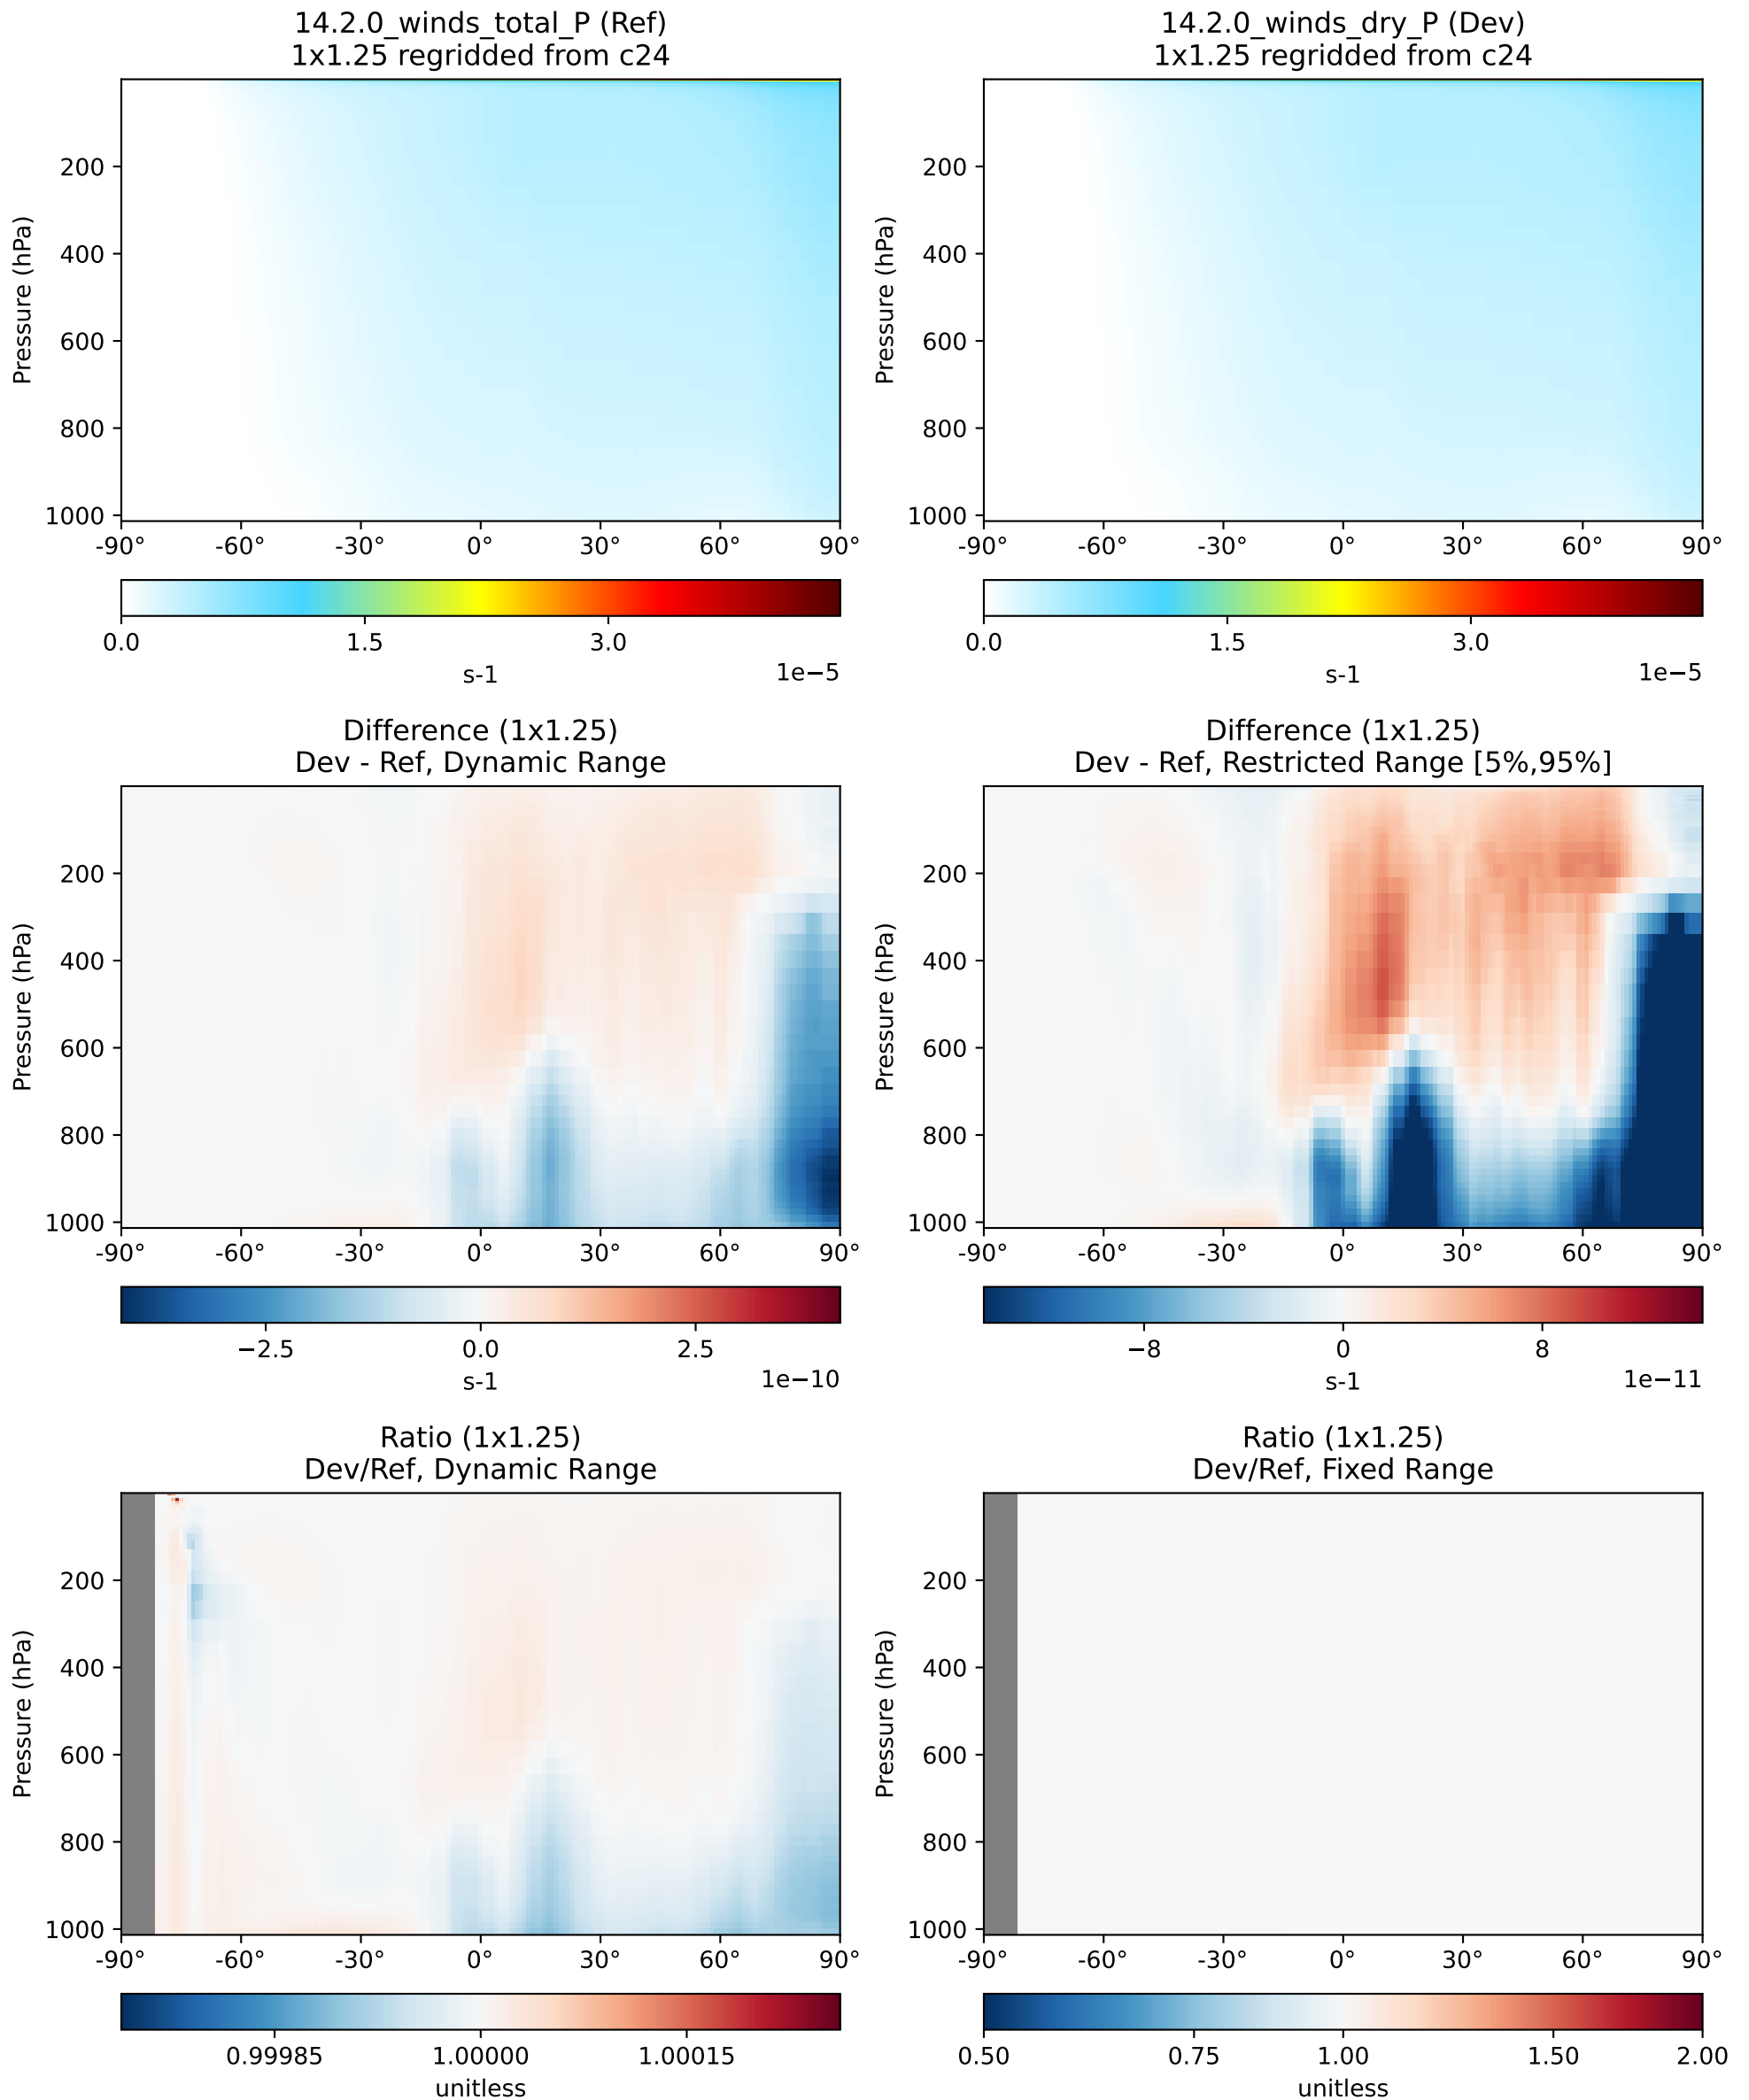 14.2.0_winds_total_P (Ref)
1x1.25 regridded from c24
14.2.0_winds_dry_P (Dev)
1x1.25 regridded from c24
Pressure (hPa)
200
400
600
800
1000
-90° -60° -30° 0° 30° 60° 90°
0.0 1.5 3.0
s-1
1e−5
Pressure (hPa)
200
400
600
800
1000
-90° -60° -30° 0° 30° 60° 90°
0.0 1.5 3.0
s-1
1e−5
Difference (1x1.25)
Dev - Ref, Dynamic Range
Difference (1x1.25)
Dev - Ref, Restricted Range [5%,95%]
Pressure (hPa)
200
400
600
800
1000
-90° -60° -30° 0° 30° 60° 90°
−2.5 0.0 2.5
s-1
1e−10
Pressure (hPa)
200
400
600
800
1000
-90° -60° -30° 0° 30° 60° 90°
−8 0 8
s-1
1e−11
Ratio (1x1.25)
Dev/Ref, Dynamic Range
Ratio (1x1.25)
Dev/Ref, Fixed Range
Pressure (hPa)
200
400
600
800
1000
-90° -60° -30° 0° 30° 60° 90°
0.99985 1.00000 1.00015
unitless
Pressure (hPa)
200
400
600
800
1000
-90° -60° -30° 0° 30° 60° 90°
0.50 0.75 1.00 1.50 2.00
unitless